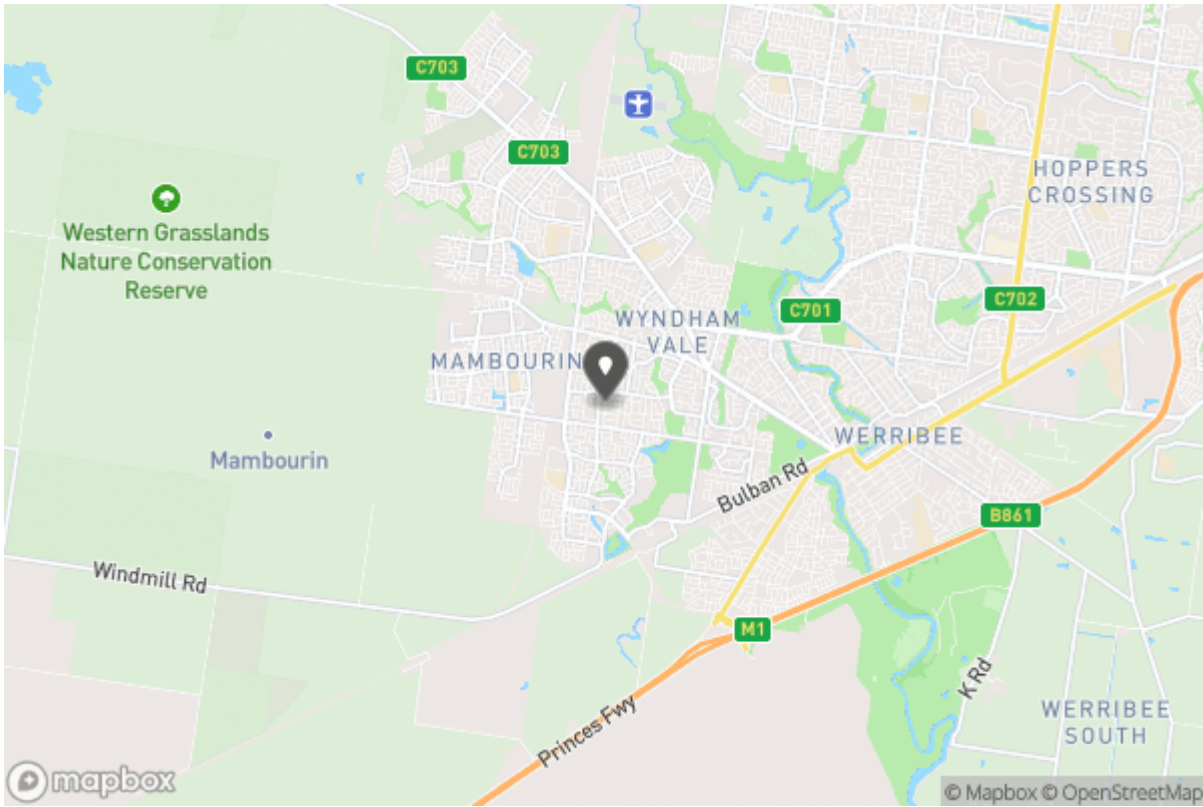 C703
C703
HOPPERS
CROSSING
Western Grasslands
Nature Conservation
Reserve
C702
C701
WYNDHAM
VALE
MAMBOURIN
WERRIBEE
Mambourin
Bulban Rd
B861
Windmill Rd
M1
K Rd
Princes Fwy
WERRIBEE
SOUTH
mapbox
© Mapbox © OpenStreetMap